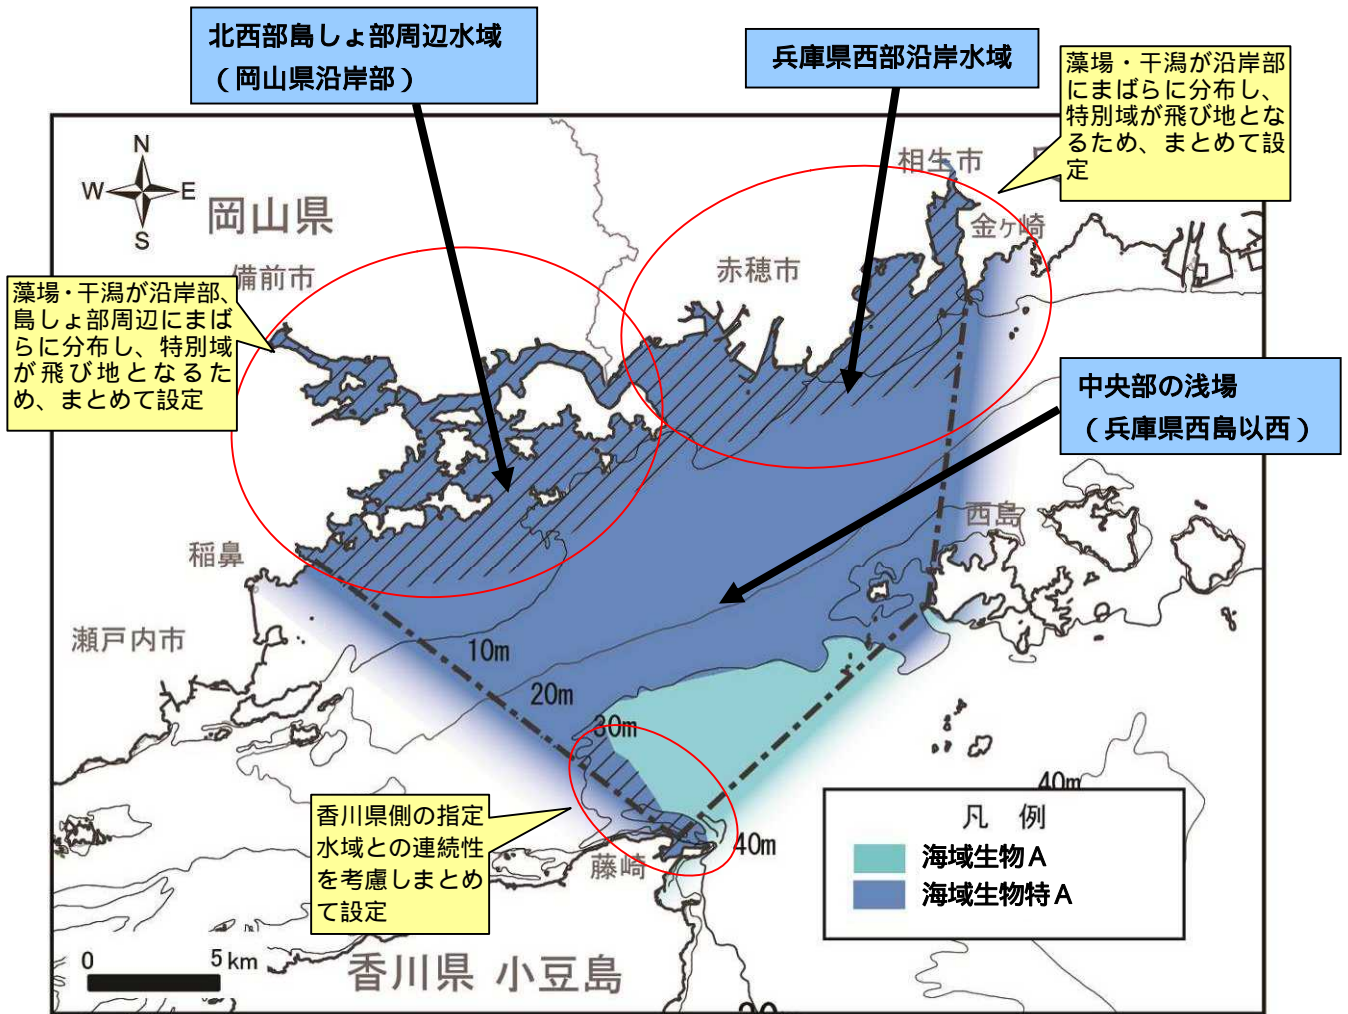 北西部島しょ部周辺水域
（岡山県沿岸部）
兵庫県西部沿岸水域
藻場・干潟が沿岸部
にまばらに分布し、
特別域が飛び地とな
るため、まとめて設
定
N
W
E
S
岡山県
相生市
金ヶ崎
備前市
赤穂市
藻場・干潟が沿岸部、
島しょ部周辺にまば
らに分布し、特別域
が飛び地となるた
め、まとめて設定
中央部の浅場
（兵庫県西島以西）
西島
稲鼻
瀬戸内市
10m
20m
30m
40m
凡 例
海域生物A
海域生物特A
香川県側の指定
水域との連続性
を考慮しまとめ
て設定
40m
藤崎
0
5 km
香川県 小豆島